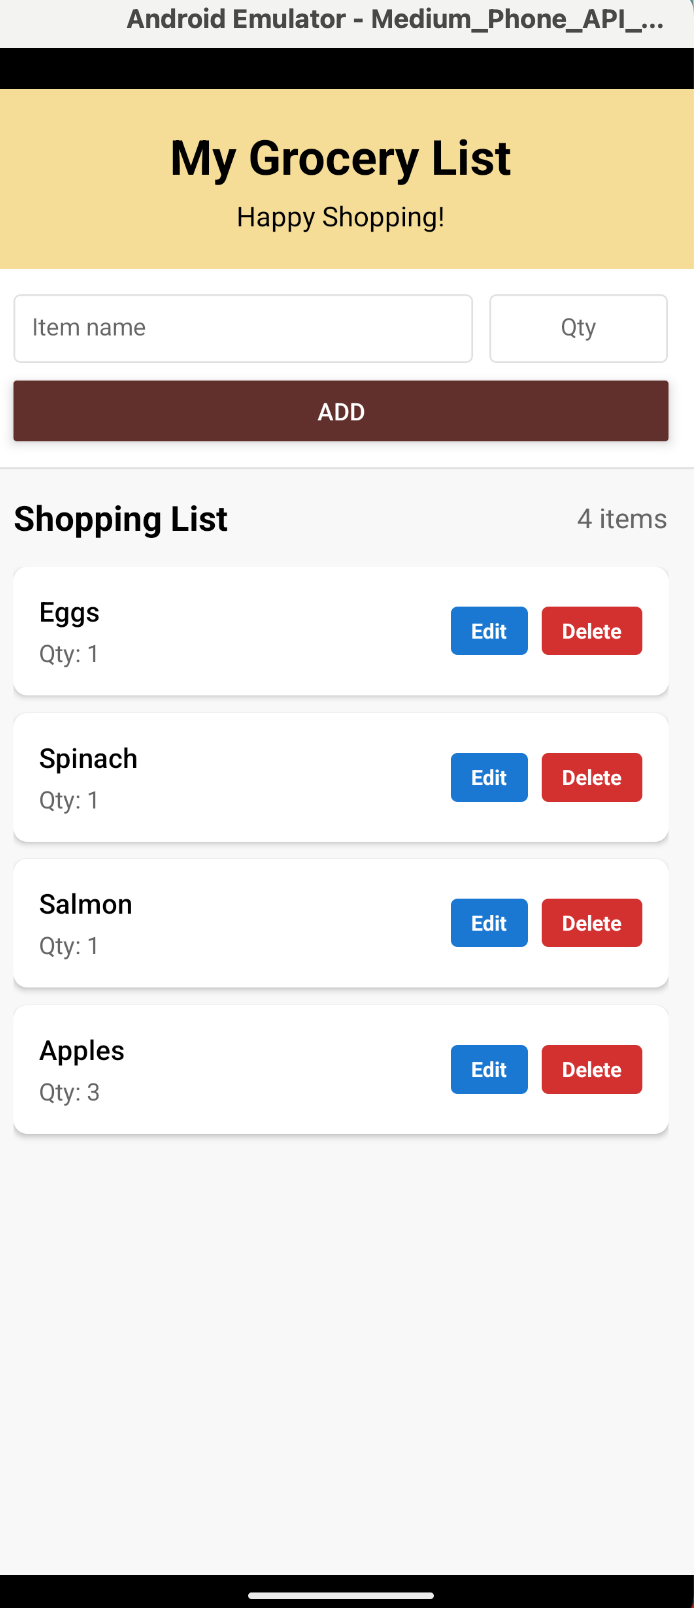 Android Emulator - Medium_Phone_API_...
My Grocery List
Happy Shopping!
Item name Qty
ADD
Shopping List 4 items
Eggs
Qty: 1
Edit Delete
Spinach
Qty: 1
Edit Delete
Salmon
Qty: 1
Edit Delete
Apples
Qty: 3
Edit Delete